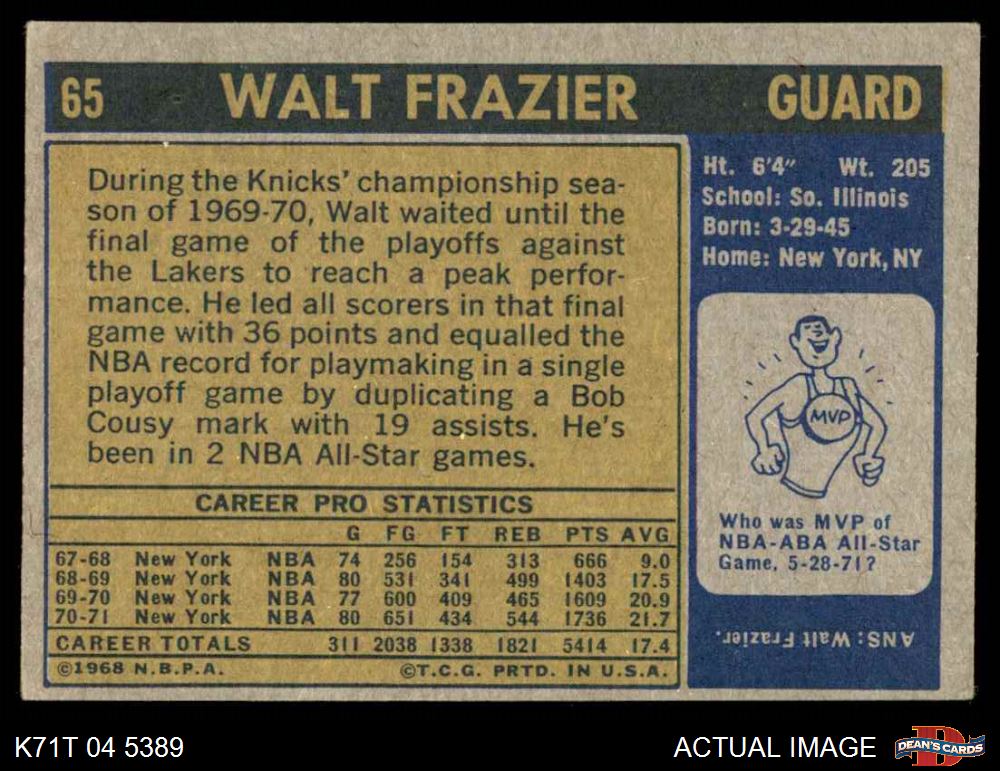 65 WALT FRAZIER GUARD
During the Knicks' championship sea-
son of 1969-70, Walt waited until the
final game of the playoffs against
the Lakers to reach a peak perfor-
mance. He led all scorers in that final
game with 36 points and equalled the
NBA record for playmaking in a single
playoff game by duplicating a Bob
Cousy mark with 19 assists. He's
been in 2 NBA All-Star games.
CAREER PRO STATISTICS
G FG FT REB PTS AVG
67-68 New York NBA 74 256 154 313 666 9.0
68-69 New York NBA 80 531 341 499 1403 17.5
69-70 New York NBA 77 600 409 465 1609 20.9
70-71 New York NBA 80 651 434 544 1736 21.7
CAREER TOTALS 311 2038 1338 1821 5414 17.4
©1968 N.B.P.A. ©T.C.G. PRTD. IN U.S.A.
Ht. 6'4" Wt. 205
School: So. Illinois
Born: 3-29-45
Home: New York, NY
MVP
Who was MVP of
NBA-ABA All-Star
Game, 5-28-71?
ANS: Walt Frazier.
K71T 04 5389 ACTUAL IMAGE DEAN'S CARDS